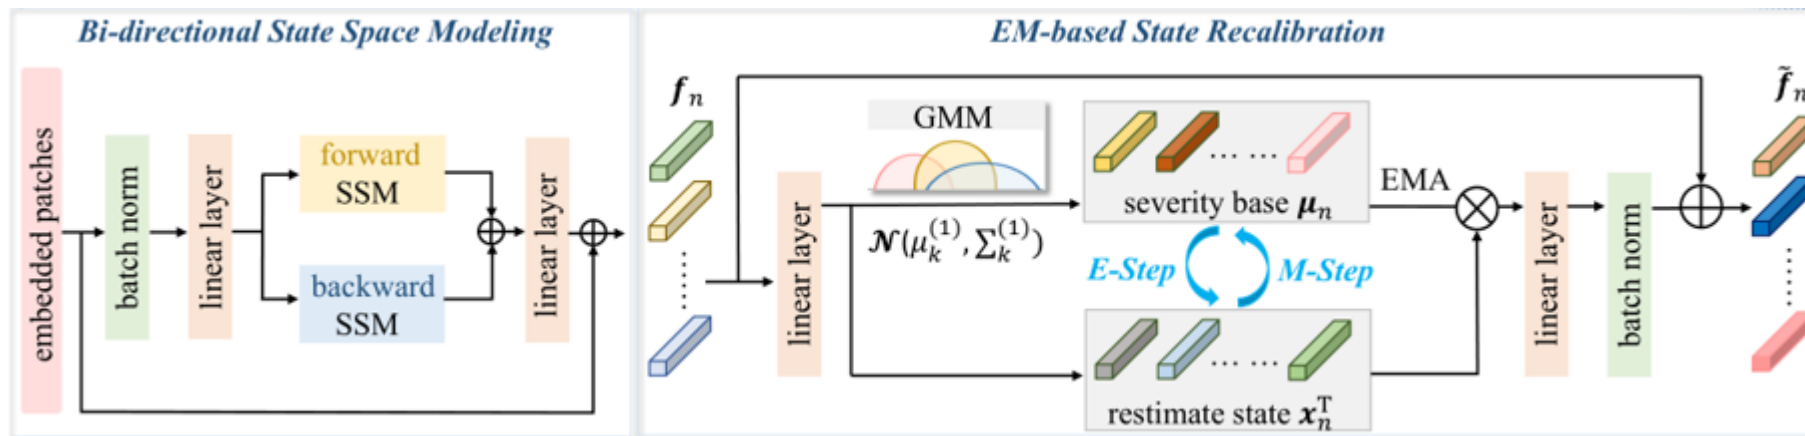 Bi-directional State Space Modeling
embedded patches
batch norm
linear layer
forward
SSM
backward
SSM
linear layer
EM-based State Recalibration
f_n
linear layer
GMM
𝒩(μ_k^(1), Σ_k^(1))
severity base μ_n
E-Step
M-Step
restimate state x_n^T
EMA
linear layer
batch norm
f̃_n